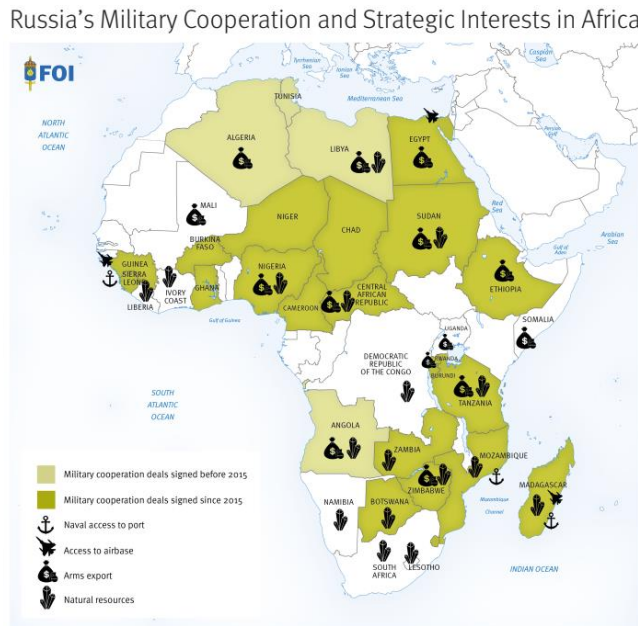 Russia's Military Cooperation and Strategic Interests in Africa
FOI
Tyrrhenian
Sea
Ionian
Sea
Caspian
Sea
TUNISIA
Mediterranean Sea
NORTH
ATLANTIC
OCEAN
ALGERIA
LIBYA
EGYPT
Persian
Gulf
Red
Sea
Arabian
Sea
MALI
NIGER
CHAD
SUDAN
BURKINA
FASO
Gulf of
Aden
GUINEA
SIERRA
LEONE
NIGERIA
GHANA
IVORY
COAST
LIBERIA
CENTRAL
AFRICAN
REPUBLIC
CAMEROON
ETHIOPIA
Gulf of Guinea
SOMALIA
UGANDA
DEMOCRATIC
REPUBLIC
OF THE CONGO
RWANDA
BURUNDI
SOUTH
ATLANTIC
OCEAN
TANZANIA
ANGOLA
ZAMBIA
MOZAMBIQUE
MADAGASCAR
ZIMBABWE
Mozambique
Channel
NAMIBIA
BOTSWANA
SOUTH
AFRICA
LESOTHO
INDIAN OCEAN
Military cooperation deals signed before 2015
Military cooperation deals signed since 2015
Naval access to port
Access to airbase
Arms export
Natural resources